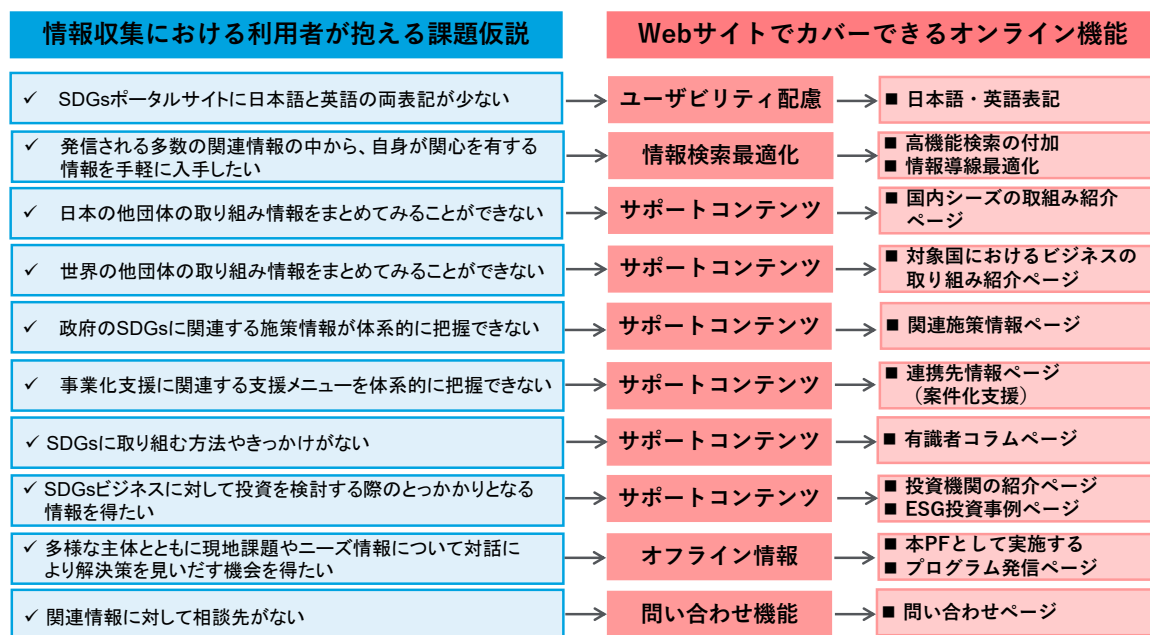 情報収集における利用者が抱える課題仮説
Webサイトでカバーできるオンライン機能
✓ SDGsポータルサイトに日本語と英語の両表記が少ない
ユーザビリティ配慮
■ 日本語・英語表記
✓ 発信される多数の関連情報の中から、自身が関心を有する
情報を手軽に入手したい
情報検索最適化
■ 高機能検索の付加
■ 情報導線最適化
✓ 日本の他団体の取り組み情報をまとめてみることができない
サポートコンテンツ
■ 国内シーズの取組み紹介
ページ
✓ 世界の他団体の取り組み情報をまとめてみることができない
サポートコンテンツ
■ 対象国におけるビジネスの
取り組み紹介ページ
✓ 政府のSDGsに関連する施策情報が体系的に把握できない
サポートコンテンツ
■ 関連施策情報ページ
✓ 事業化支援に関連する支援メニューを体系的に把握できない
サポートコンテンツ
■ 連携先情報ページ
（案件化支援）
✓ SDGsに取り組む方法やきっかけがない
サポートコンテンツ
■ 有識者コラムページ
✓ SDGsビジネスに対して投資を検討する際のとっかかりとなる
情報を得たい
サポートコンテンツ
■ 投資機関の紹介ページ
■ ESG投資事例ページ
✓ 多様な主体とともに現地課題やニーズ情報について対話に
より解決策を見いだす機会を得たい
オフライン情報
■ 本PFとして実施する
■ プログラム発信ページ
✓ 関連情報に対して相談先がない
問い合わせ機能
■ 問い合わせページ